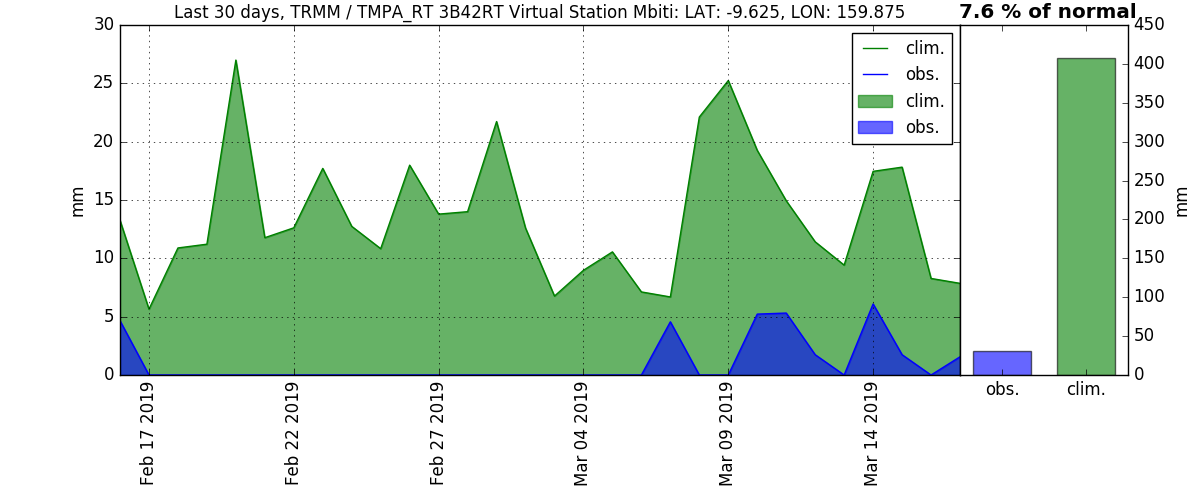 Last 30 days, TRMM / TMPA_RT 3B42RT Virtual Station Mbiti: LAT: -9.625, LON: 159.875
7.6 % of normal
30
25
20
15
10
5
0
mm
clim.
obs.
clim.
obs.
Feb 17 2019
Feb 22 2019
Feb 27 2019
Mar 04 2019
Mar 09 2019
Mar 14 2019
450
400
350
300
250
200
150
100
50
0
mm
obs.
clim.